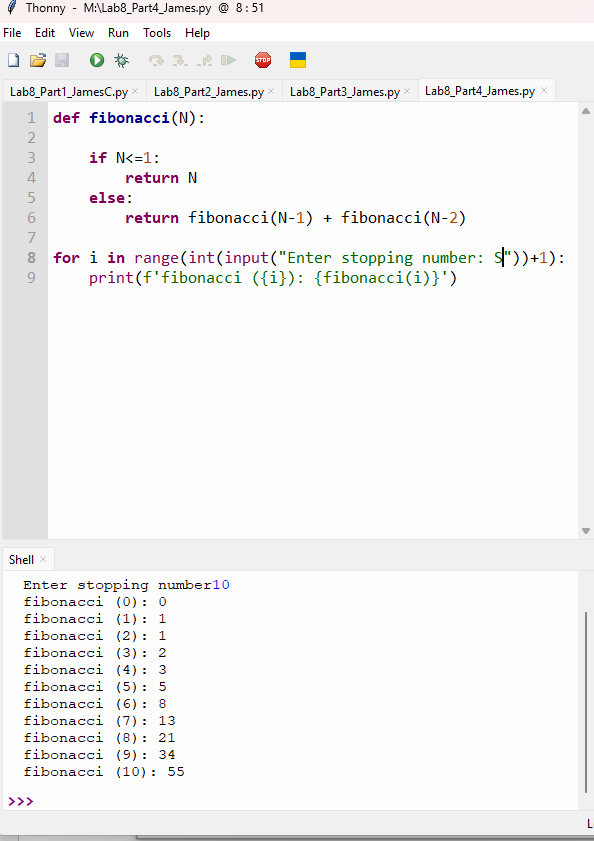 Thonny - M:\Lab8_Part4_James.py @ 8 : 51
File Edit View Run Tools Help
STOP
Lab8_Part1_JamesC.py × Lab8_Part2_James.py × Lab8_Part3_James.py × Lab8_Part4_James.py ×
1 def fibonacci(N):
2
3     if N<=1:
4         return N
5     else:
6         return fibonacci(N-1) + fibonacci(N-2)
7
8 for i in range(int(input("Enter stopping number: S"))+1):
9     print(f'fibonacci ({i}): {fibonacci(i)}')
Shell ×
Enter stopping number10
fibonacci (0): 0
fibonacci (1): 1
fibonacci (2): 1
fibonacci (3): 2
fibonacci (4): 3
fibonacci (5): 5
fibonacci (6): 8
fibonacci (7): 13
fibonacci (8): 21
fibonacci (9): 34
fibonacci (10): 55
>>>